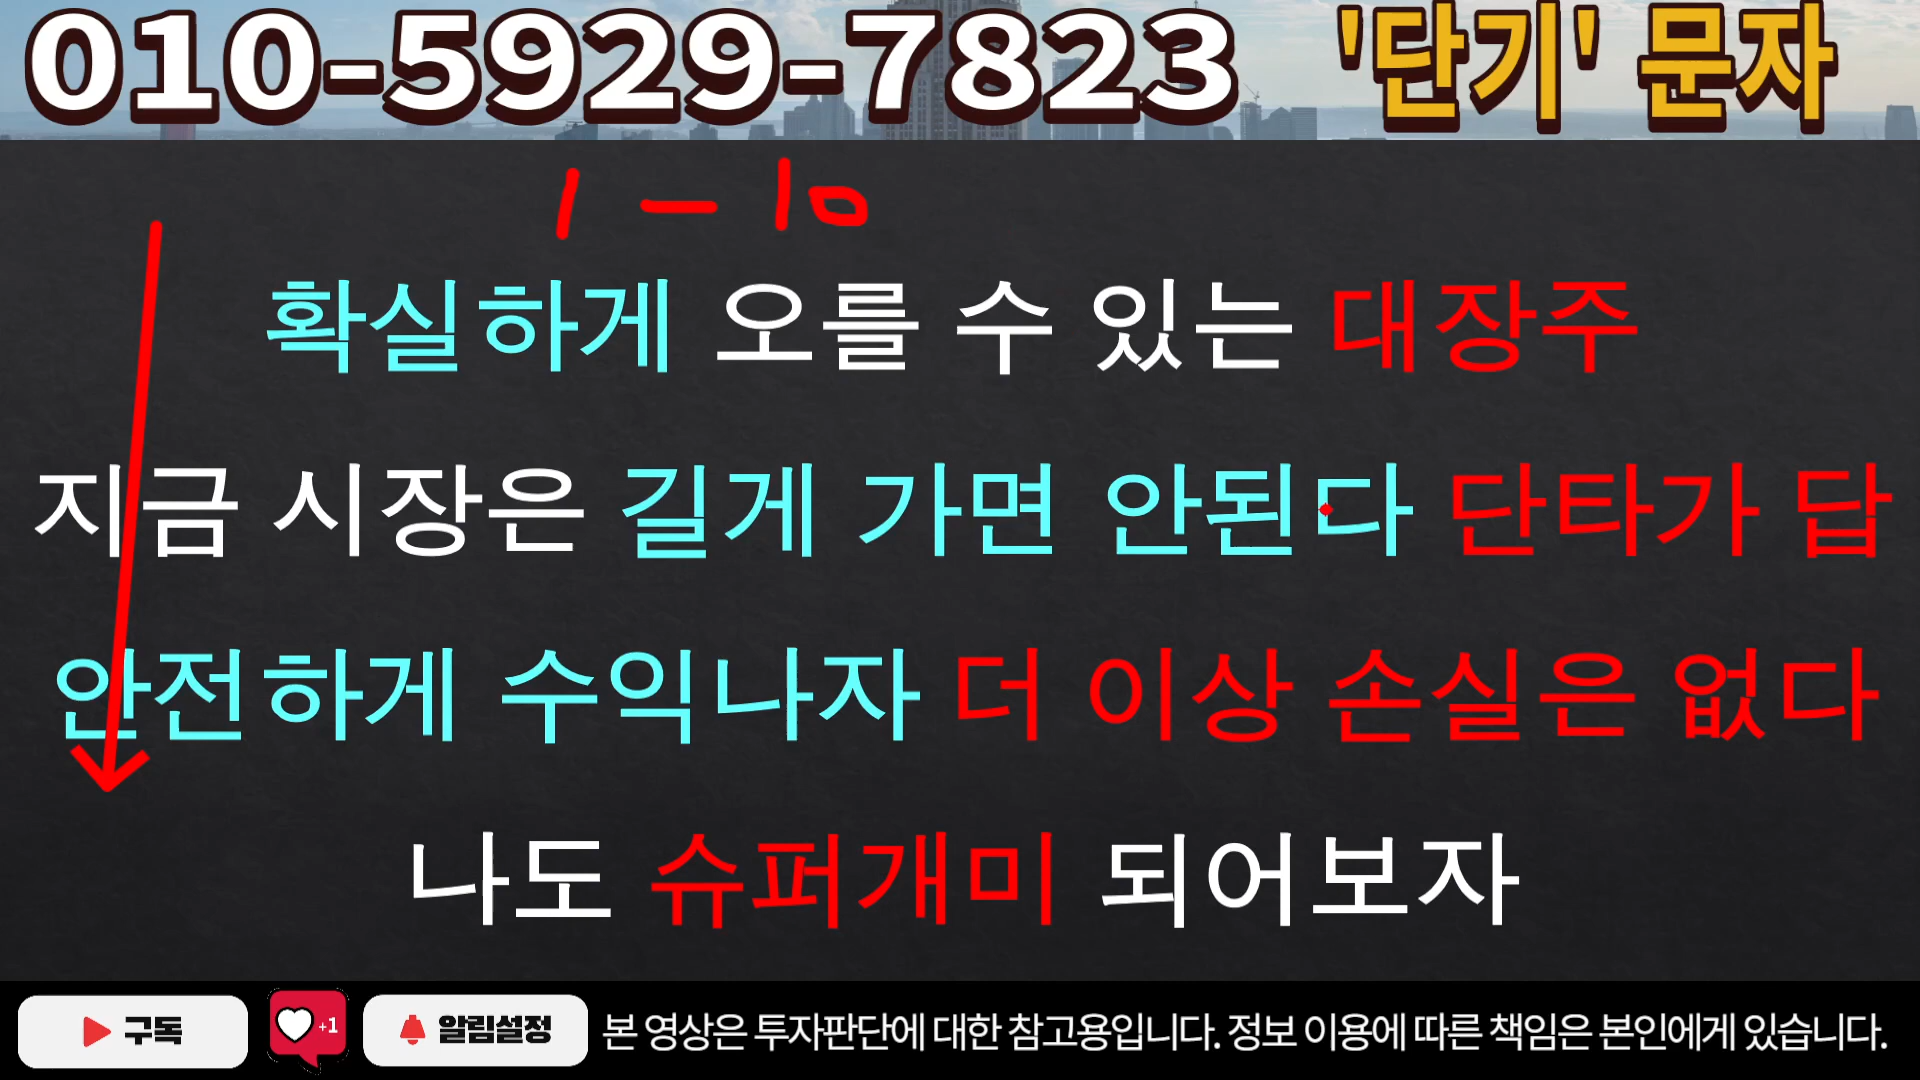 010-5929-7823 '단기' 문자
1 - 10
확실하게 오를 수 있는 대장주
지금 시장은 길게 가면 안된다 단타가 답
안전하게 수익나자 더 이상 손실은 없다
나도 슈퍼개미 되어보자
구독 +1 알림설정 본 영상은 투자판단에 대한 참고용입니다. 정보 이용에 따른 책임은 본인에게 있습니다.